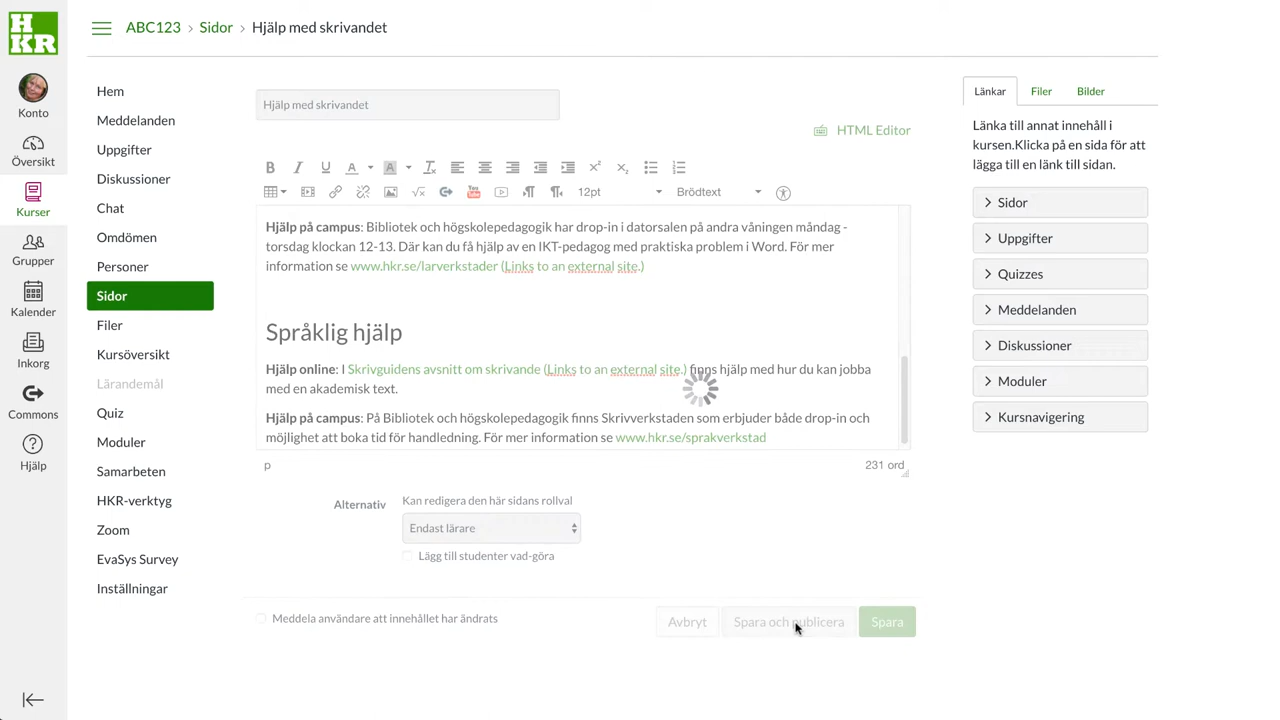 HKR
ABC123 > Sidor > Hjälp med skrivandet
Konto
Översikt
Kurser
Grupper
Kalender
Inkorg
Commons
Hjälp
Hem
Meddelanden
Uppgifter
Diskussioner
Chat
Omdömen
Personer
Sidor
Filer
Kursöversikt
Lärandemål
Quiz
Moduler
Samarbeten
HKR-verktyg
Zoom
EvaSys Survey
Inställningar
Hjälp med skrivandet
HTML Editor
12pt
Brödtext
Hjälp på campus: Bibliotek och högskolepedagogik har drop-in i datorsalen på andra våningen måndag -
torsdag klockan 12-13. Där kan du få hjälp av en IKT-pedagog med praktiska problem i Word. För mer
information se www.hkr.se/larverkstader (Links to an external site.)
Språklig hjälp
Hjälp online: I Skrivguidens avsnitt om skrivande (Links to an external site.) finns hjälp med hur du kan jobba
med en akademisk text.
Hjälp på campus: På Bibliotek och högskolepedagogik finns Skrivverkstaden som erbjuder både drop-in och
möjlighet att boka tid för handledning. För mer information se www.hkr.se/sprakverkstad
p
231 ord
Alternativ
Kan redigera den här sidans rollval
Endast lärare
Lägg till studenter vad-göra
Meddela användare att innehållet har ändrats
Avbryt
Spara och publicera
Spara
Länkar
Filer
Bilder
Länka till annat innehåll i
kursen.Klicka på en sida för att
lägga till en länk till sidan.
Sidor
Uppgifter
Quizzes
Meddelanden
Diskussioner
Moduler
Kursnavigering